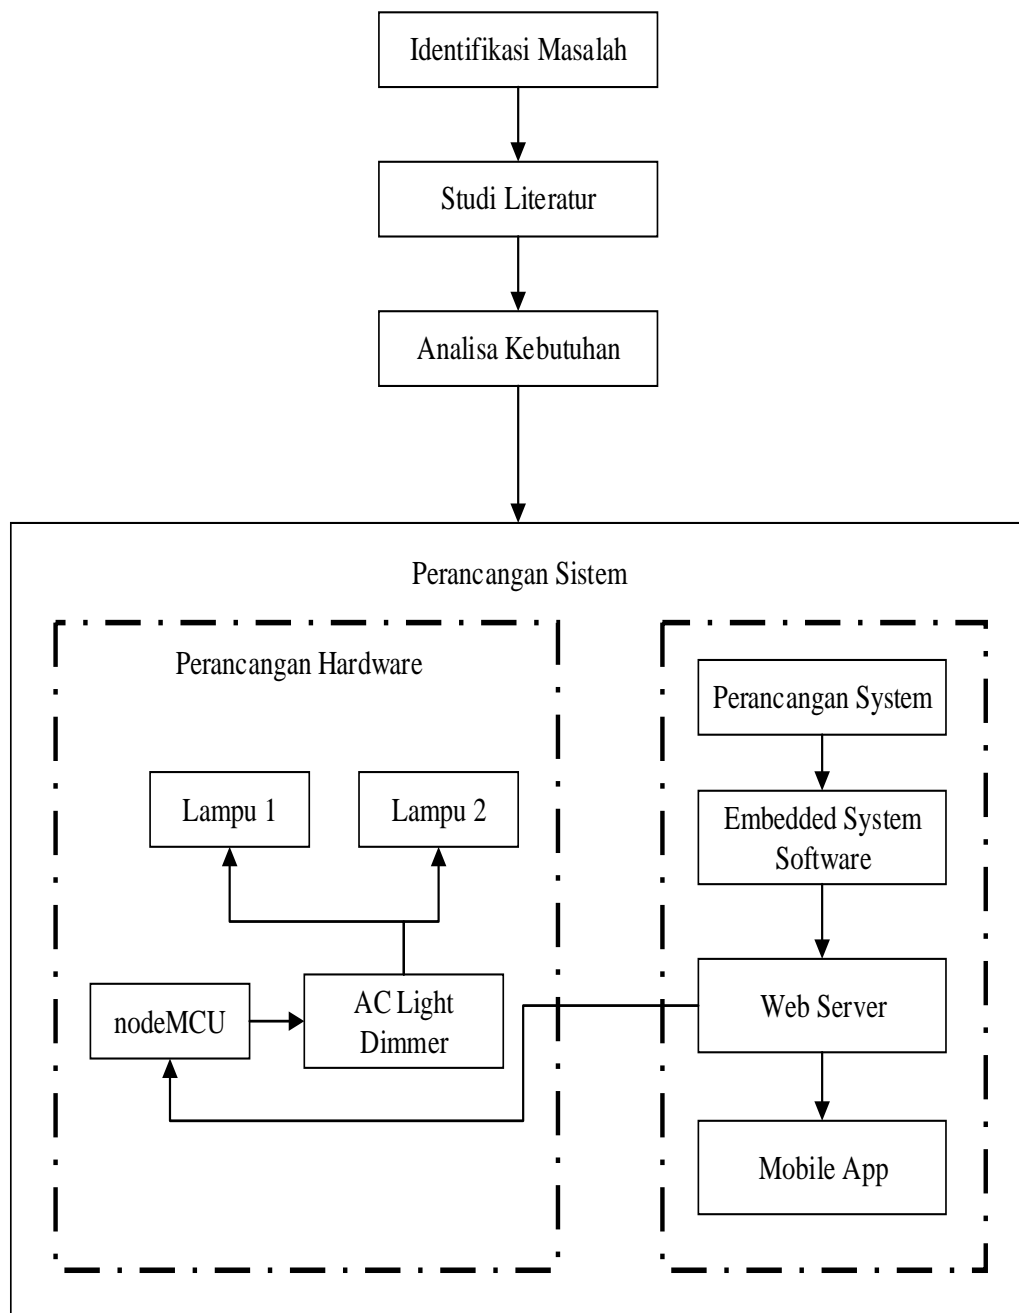 Identifikasi Masalah
Studi Literatur
Analisa Kebutuhan
Perancangan Sistem
Perancangan Hardware
Lampu 1
Lampu 2
nodeMCU
AC Light
Dimmer
Perancangan System
Embedded System
Software
Web Server
Mobile App